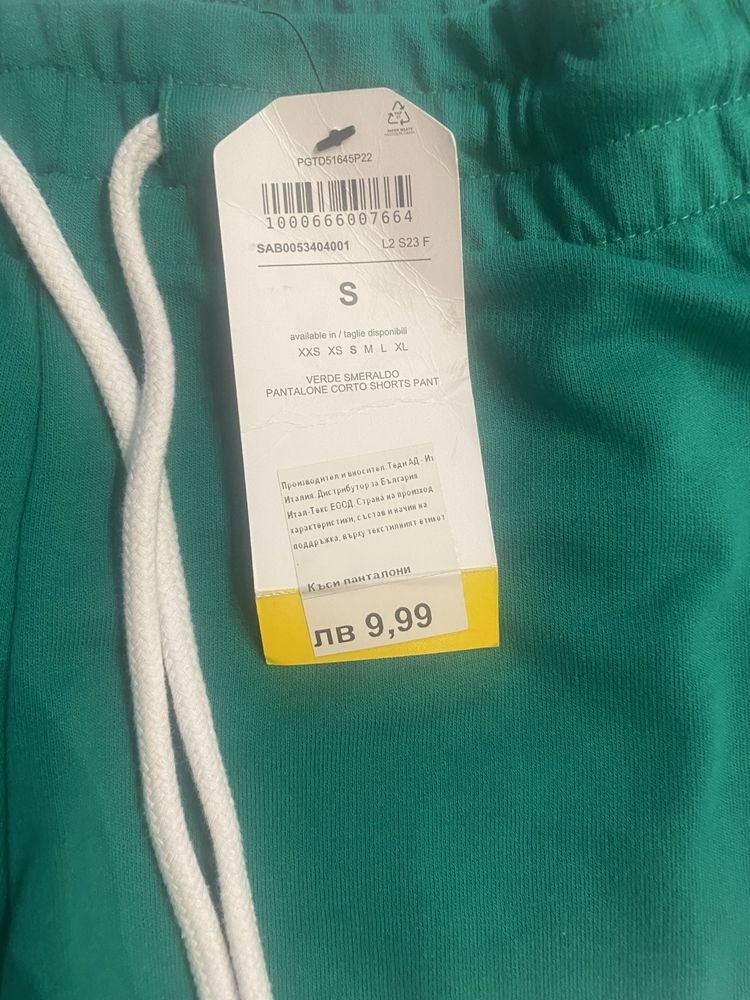 PGTD51645P22
1000666007664
SAB0053404001 L2 S23 F
S
available in / taglie disponibili
XXS XS S M L XL
VERDE SMERALDO
PANTALONE CORTO SHORTS PANT
Производител и вносител. Теди АД - Ит
Италия. Дистрибутор за България
Итал-Текс ЕООД. Страна на произход
характеристики, състав и начин на
поддръжка, върху текстилният етикет
Къси панталони
лв 9,99